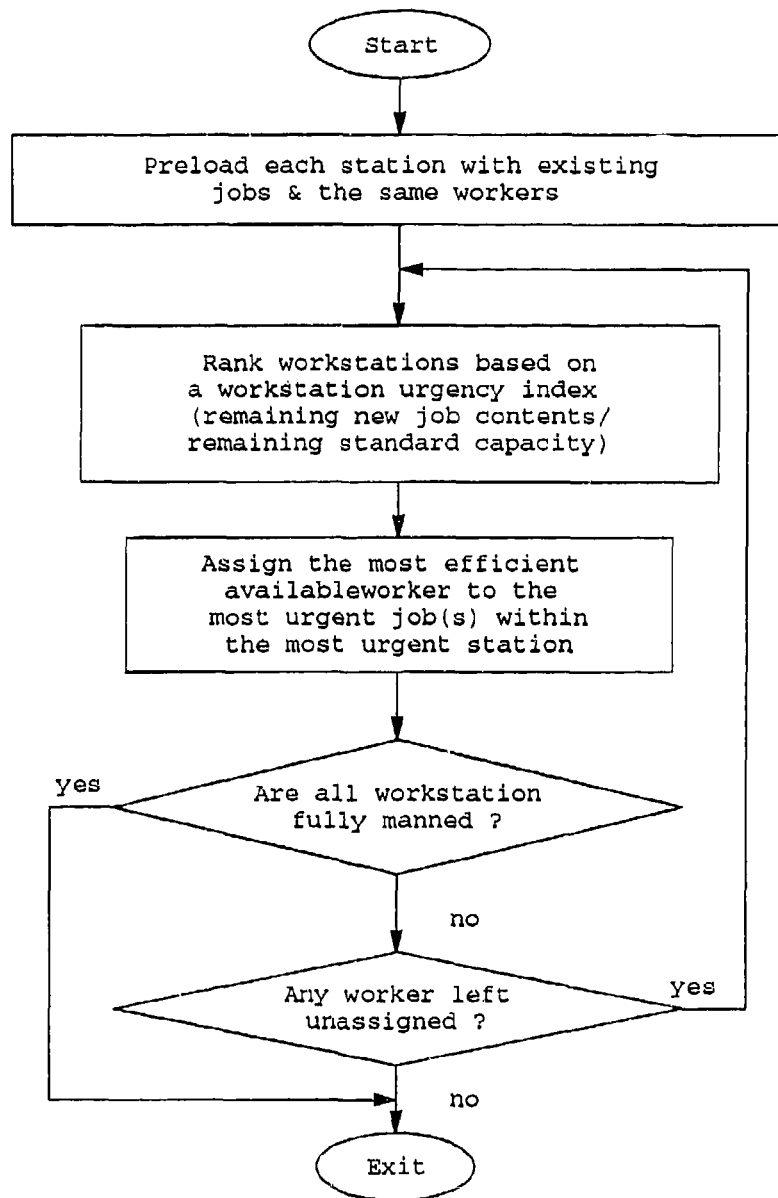 Start
Preload each station with existing
jobs & the same workers
Rank workstations based on
a workstation urgency index
(remaining new job contents/
remaining standard capacity)
Assign the most efficient
availableworker to the
most urgent job(s) within
the most urgent station
yes
Are all workstation
fully manned ?
no
Any worker left
unassigned ?
yes
no
Exit